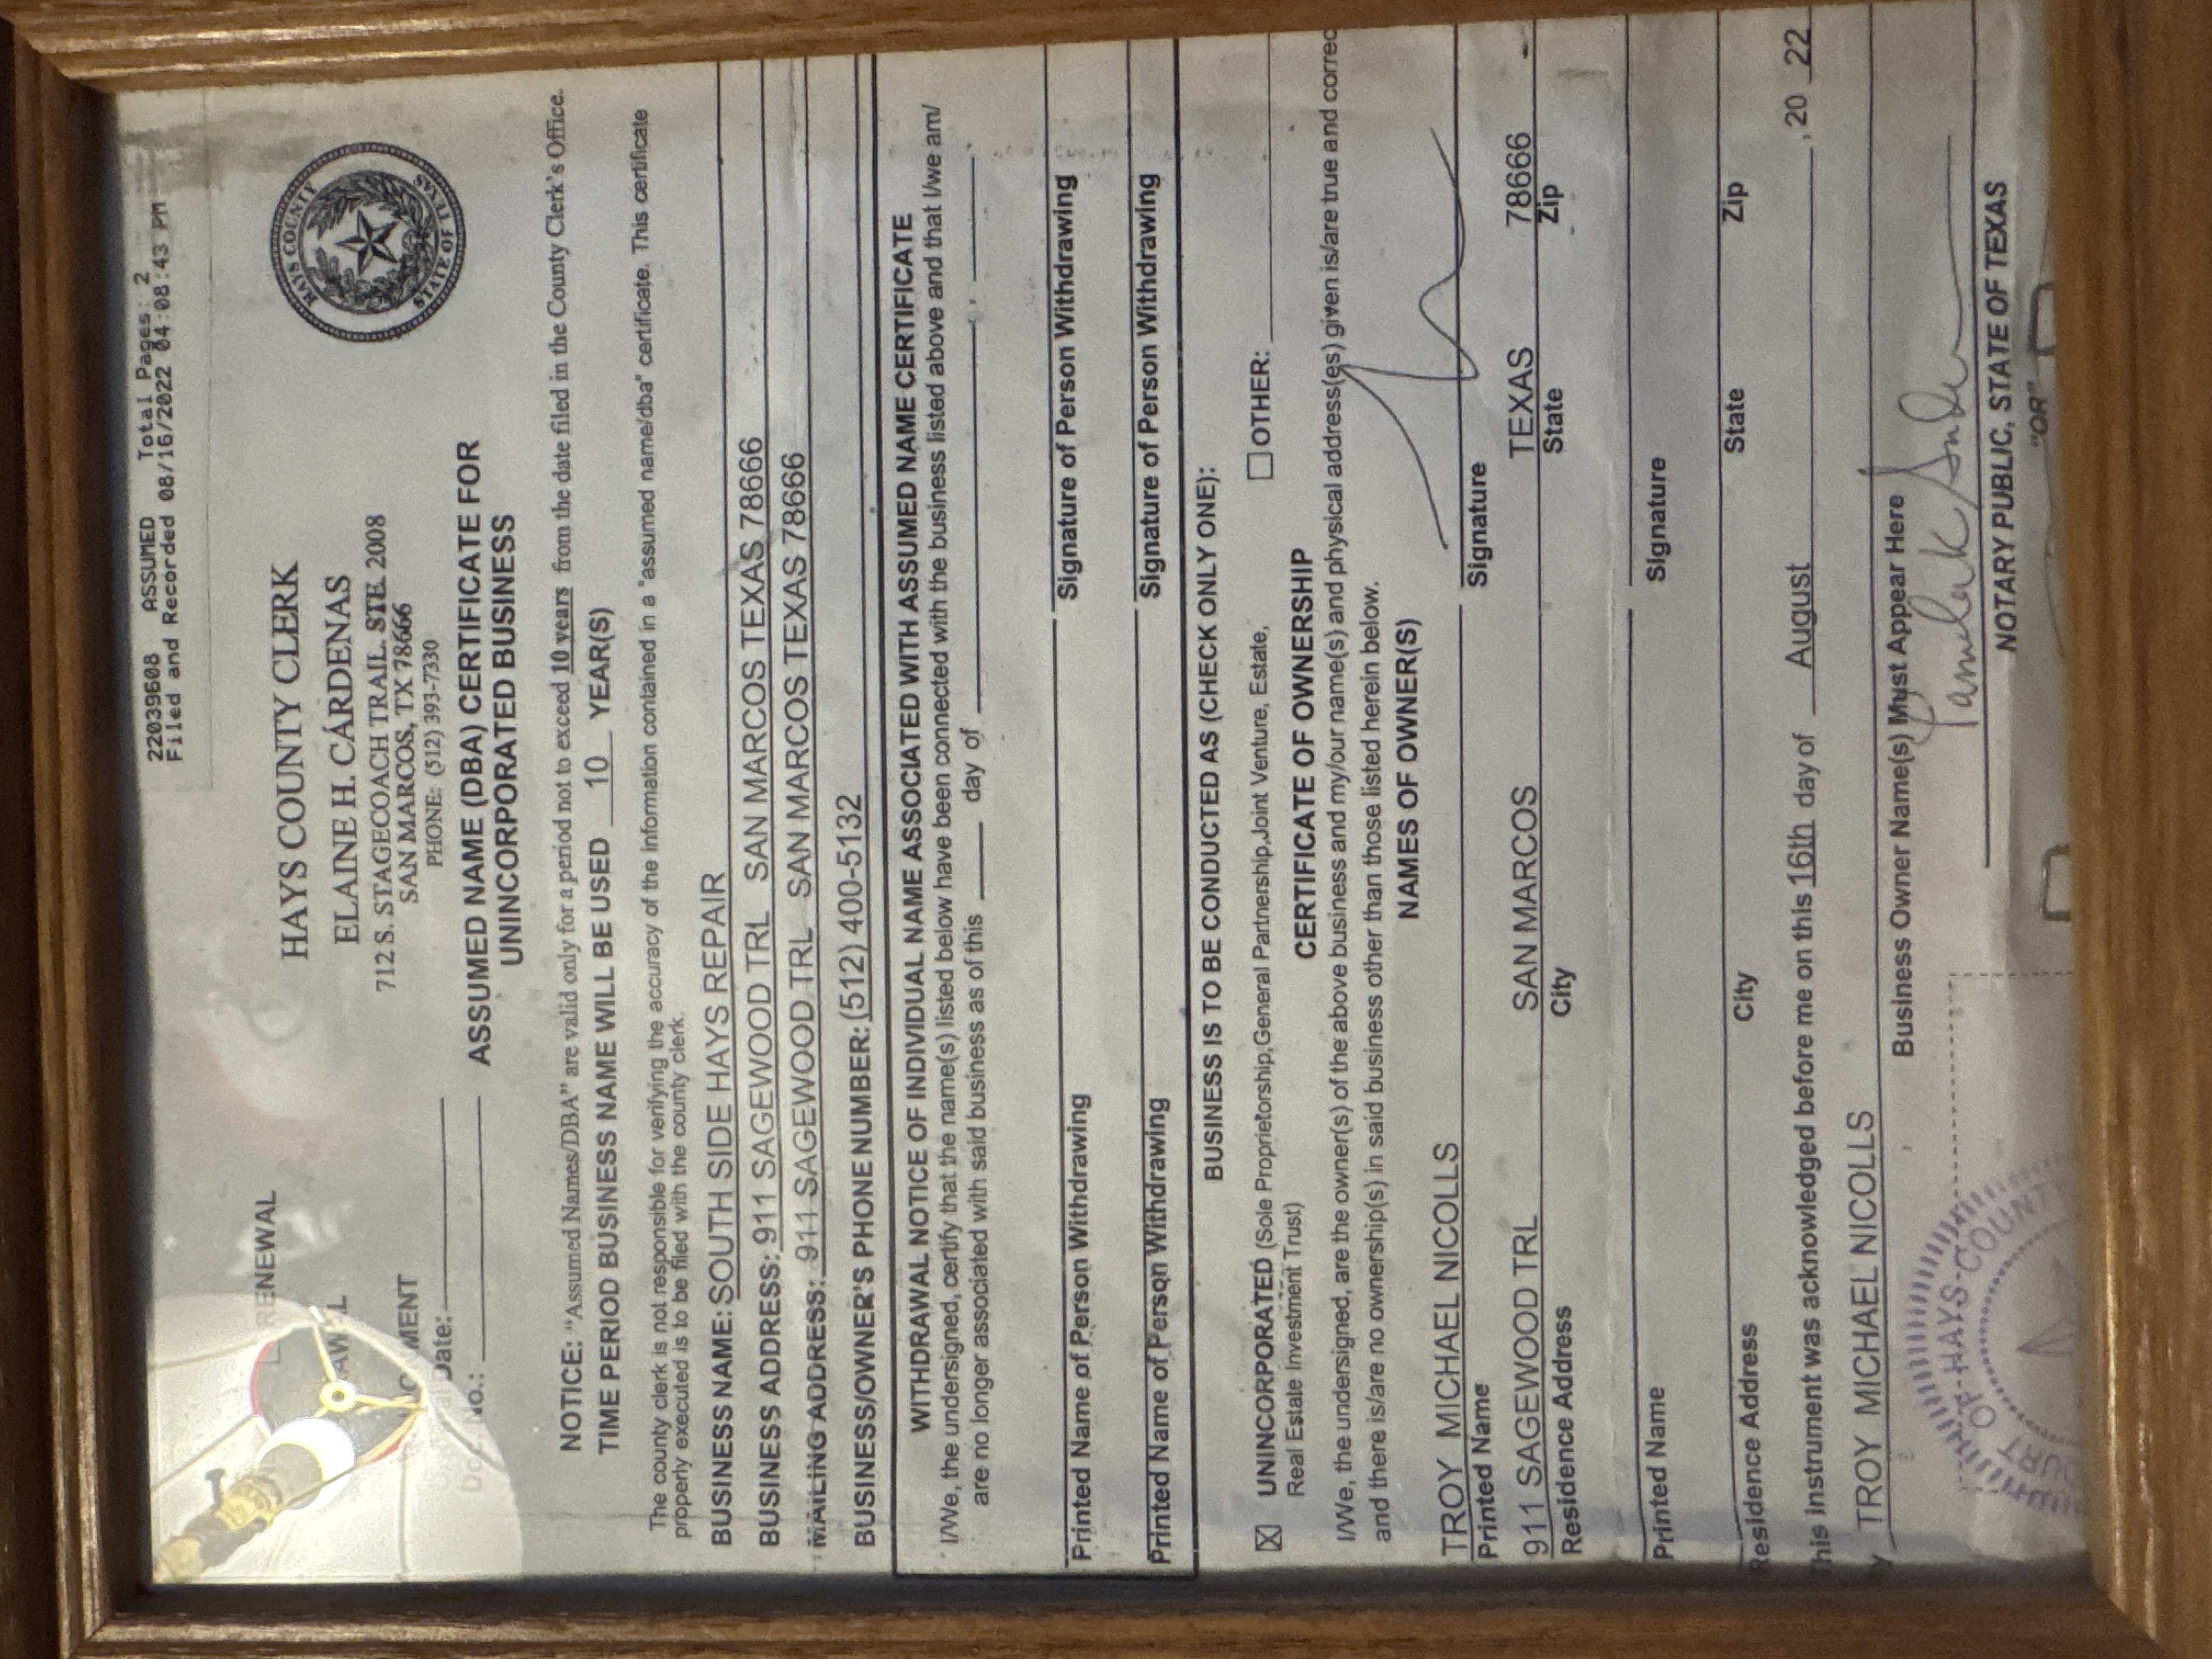 22039608 ASSUMED Total Pages: 2
Filed and Recorded 08/16/2022 04:08:43 PM
RENEWAL
HAYS COUNTY CLERK
ELAINE H. CÁRDENAS
712 S. STAGECOACH TRAIL. STE. 2008
SAN MARCOS, TX 78666
PHONE: (512) 393-7330
HAYS COUNTY
STATE OF TEXAS
Date:
No.:
ASSUMED NAME (DBA) CERTIFICATE FOR
UNINCORPORATED BUSINESS
NOTICE: "Assumed Names/DBA" are valid only for a period not to exceed 10 years from the date filed in the County Clerk's Office.
TIME PERIOD BUSINESS NAME WILL BE USED 10 YEAR(S)
The county clerk is not responsible for verifying the accuracy of the information contained in a "assumed name/dba" certificate. This certificate
properly executed is to be filed with the county clerk.
BUSINESS NAME: SOUTH SIDE HAYS REPAIR
BUSINESS ADDRESS: 911 SAGEWOOD TRL SAN MARCOS TEXAS 78666
MAILING ADDRESS: 911 SAGEWOOD TRL SAN MARCOS TEXAS 78666
BUSINESS/OWNER'S PHONE NUMBER: (512) 400-5132
WITHDRAWAL NOTICE OF INDIVIDUAL NAME ASSOCIATED WITH ASSUMED NAME CERTIFICATE
I/We, the undersigned, certify that the name(s) listed below have been connected with the business listed above and that I/we am/
are no longer associated with said business as of this ____ day of ____, ____.
Printed Name of Person Withdrawing Signature of Person Withdrawing
Printed Name of Person Withdrawing Signature of Person Withdrawing
BUSINESS IS TO BE CONDUCTED AS (CHECK ONLY ONE):
☒ UNINCORPORATED (Sole Proprietorship,General Partnership,Joint Venture, Estate, ☐ OTHER:
Real Estate Investment Trust)
CERTIFICATE OF OWNERSHIP
I/We, the undersigned, are the owner(s) of the above business and my/our name(s) and physical address(es) given is/are true and correc
and there is/are no ownership(s) in said business other than those listed herein below.
NAMES OF OWNER(S)
TROY MICHAEL NICOLLS
Printed Name Signature
911 SAGEWOOD TRL SAN MARCOS TEXAS 78666
Residence Address City State Zip
Printed Name Signature
Residence Address City State Zip
This instrument was acknowledged before me on this 16th day of August, 20 22
TROY MICHAEL NICOLLS
Business Owner Name(s) Must Appear Here
NOTARY PUBLIC, STATE OF TEXAS
"OR"
OF HAYS COUNTY